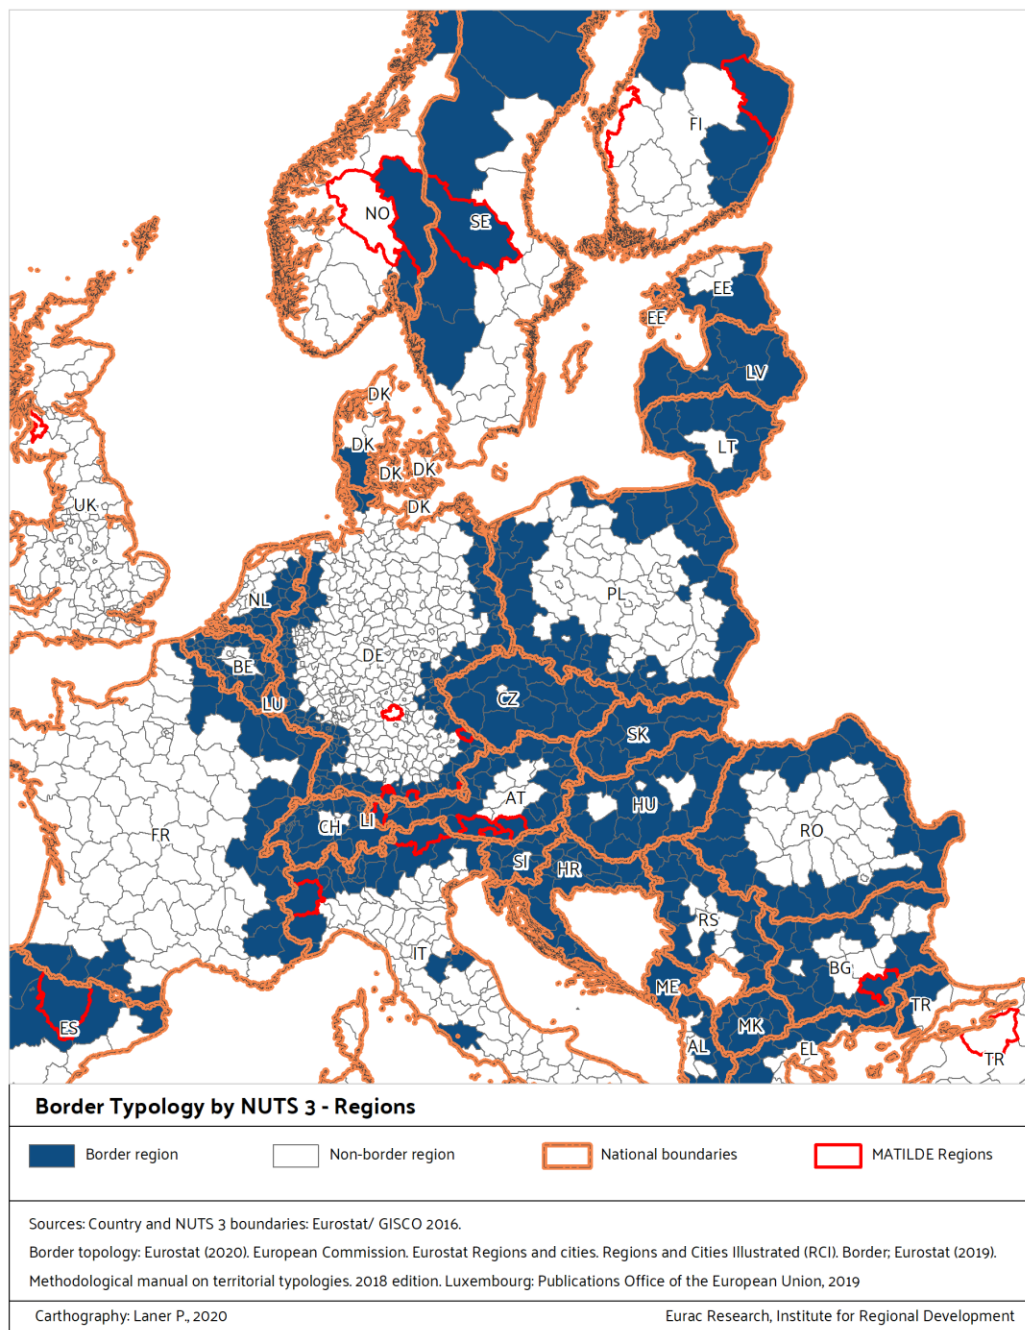 FI
NO
SE
EE
EE
LV
DK
DK
LT
DK
DK
UK
DK
PL
NL
DE
BE
CZ
LU
SK
AT
HU
LI
CH
RO
FR
SI
HR
RS
IT
BG
ME
TR
ES
MK
AL
EL
TR
Border Typology by NUTS 3 - Regions
Border region
Non-border region
National boundaries
MATILDE Regions
Sources: Country and NUTS 3 boundaries: Eurostat/ GISCO 2016.
Border topology: Eurostat (2020). European Commission. Eurostat Regions and cities. Regions and Cities Illustrated (RCI). Border; Eurostat (2019).
Methodological manual on territorial typologies. 2018 edition. Luxembourg: Publications Office of the European Union, 2019
Carthography: Laner P., 2020
Eurac Research, Institute for Regional Development